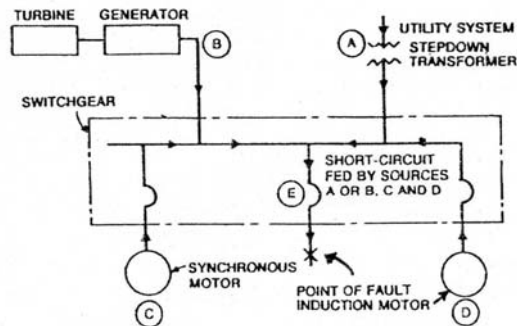 TURBINE
GENERATOR
B
A
UTILITY SYSTEM
STEPDOWN
TRANSFORMER
SWITCHGEAR
SHORT-CIRCUIT
FED BY SOURCES
A OR B, C AND D
E
SYNCHRONOUS
MOTOR
POINT OF FAULT
INDUCTION MOTOR
C
D